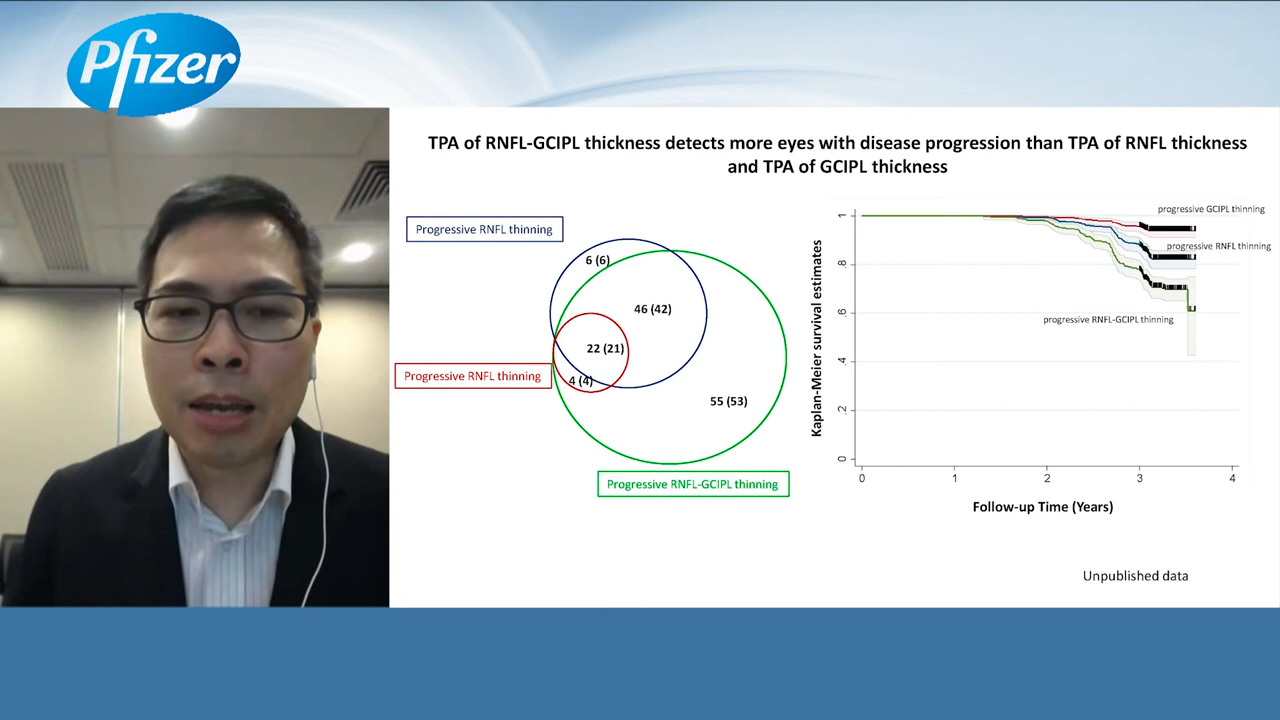 Pfizer
TPA of RNFL-GCIPL thickness detects more eyes with disease progression than TPA of RNFL thickness
and TPA of GCIPL thickness
Progressive RNFL thinning
6 (6)
46 (42)
22 (21)
Progressive RNFL thinning
4 (4)
55 (53)
Progressive RNFL-GCIPL thinning
Kaplan-Meier survival estimates
1
.8
.6
.4
.2
0
progressive GCIPL thinning
progressive RNFL thinning
progressive RNFL-GCIPL thinning
0 1 2 3 4
Follow-up Time (Years)
Unpublished data